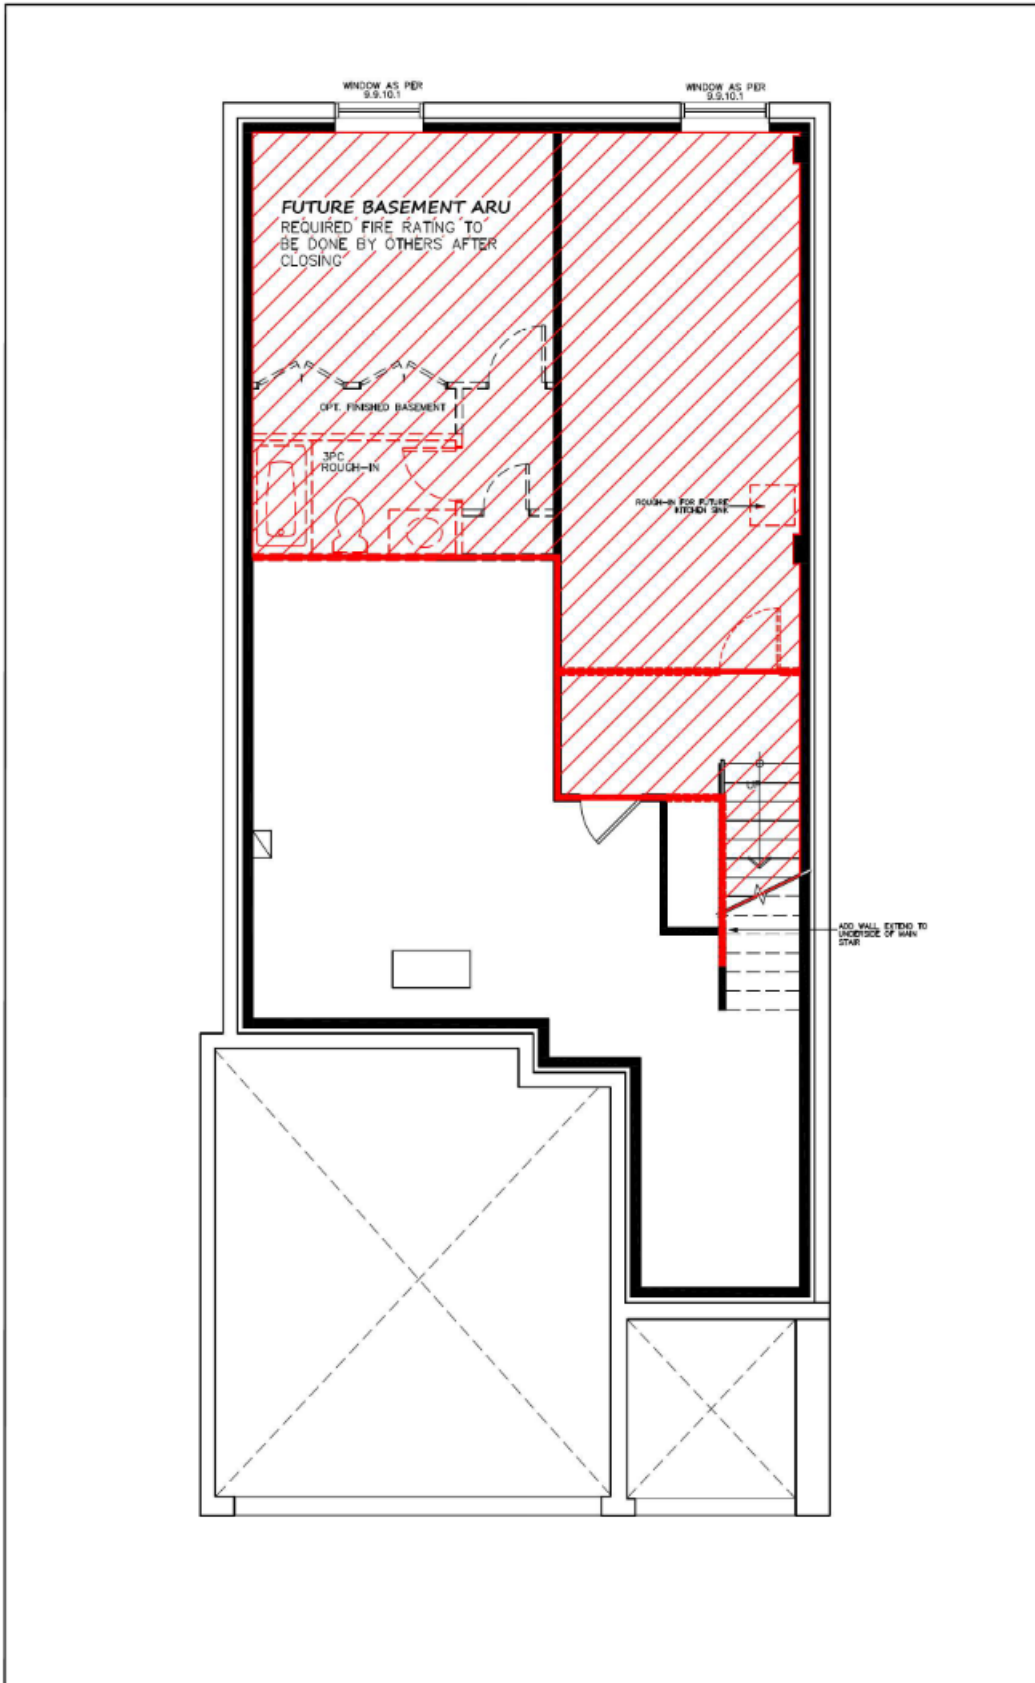 WINDOW AS PER
9.9.10.1
WINDOW AS PER
9.9.10.1
FUTURE BASEMENT ARU
REQUIRED FIRE RATING TO
BE DONE BY OTHERS AFTER
CLOSING
OPT. FINISHED BASEMENT
3PC
ROUGH-IN
ROUGH-IN FOR FUTURE
KITCHEN SINK
UP
ADD WALL EXTEND TO
UNDERSIDE OF MAIN
STAIR